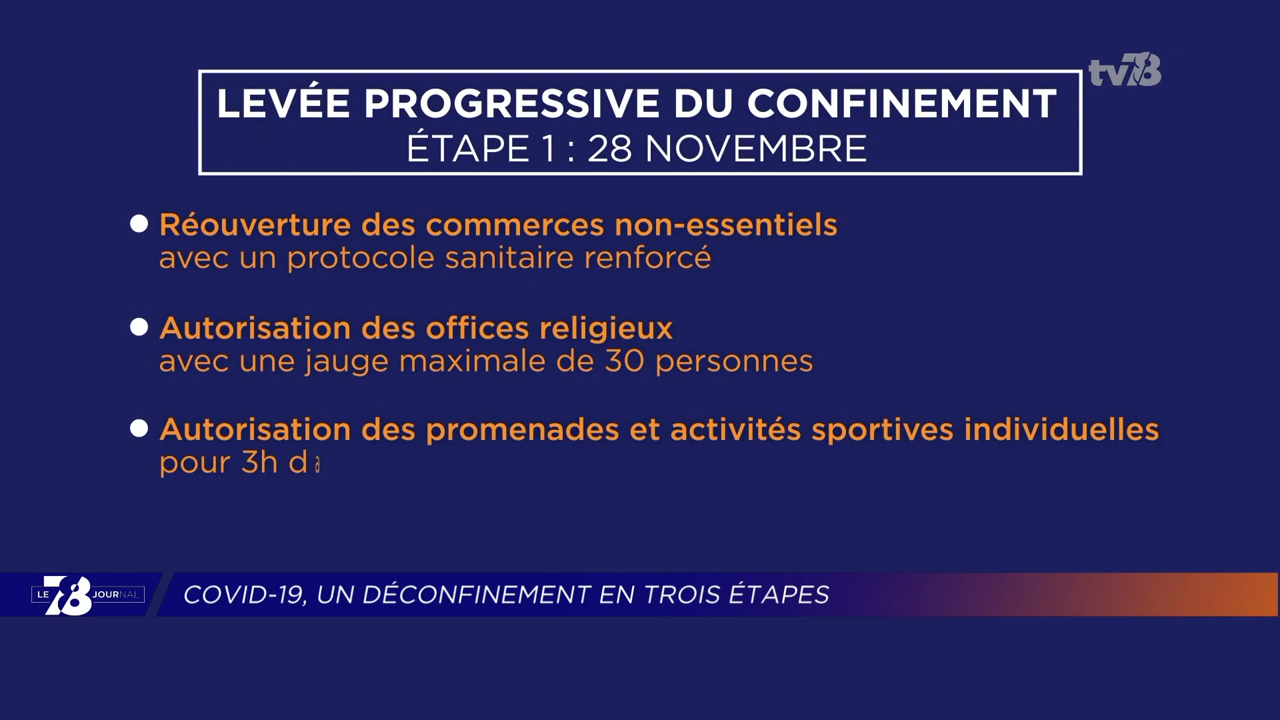 tv78
LEVÉE PROGRESSIVE DU CONFINEMENT
ÉTAPE 1 : 28 NOVEMBRE
Réouverture des commerces non-essentiels
avec un protocole sanitaire renforcé
Autorisation des offices religieux
avec une jauge maximale de 30 personnes
Autorisation des promenades et activités sportives individuelles
pour 3h d
LE 78 JOURNAL
COVID-19, UN DÉCONFINEMENT EN TROIS ÉTAPES